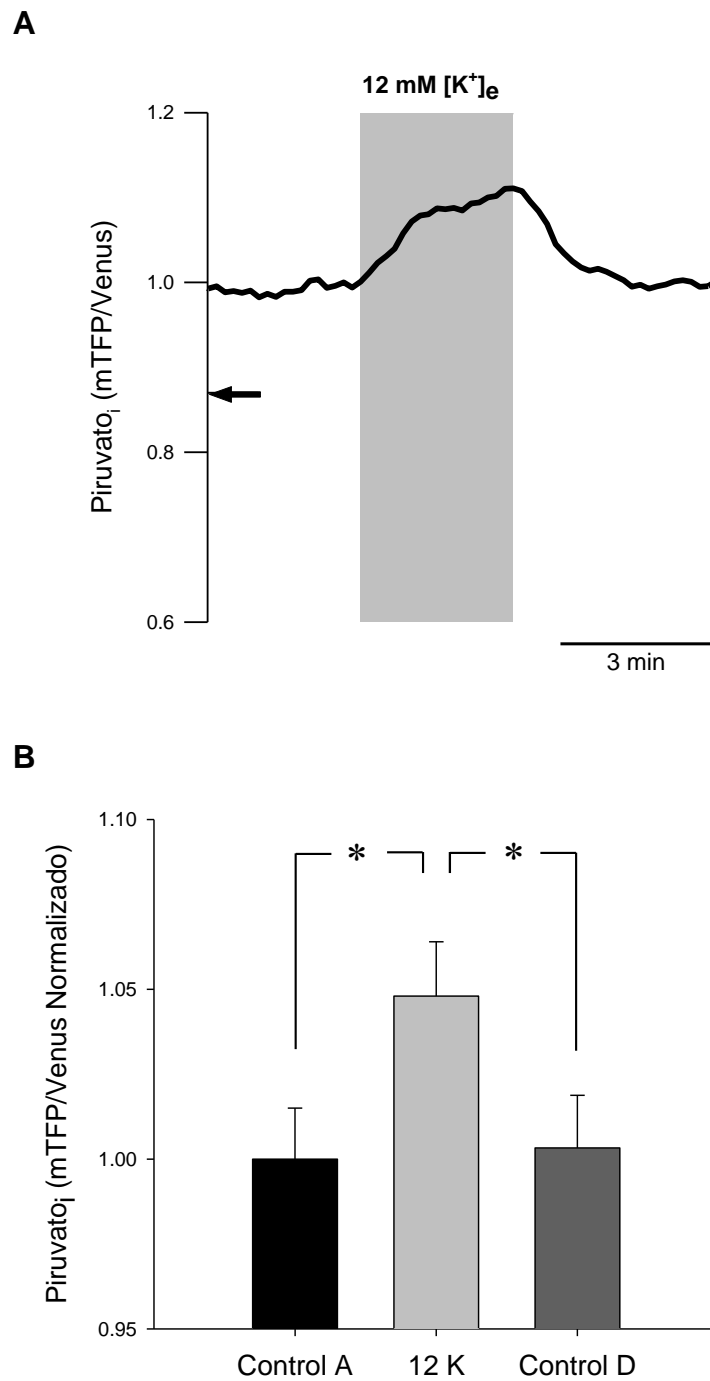 A
12 mM [K+]e
1.2
1.0
0.8
0.6
Piruvatoi (mTFP/Venus)
3 min
B
1.10
1.05
1.00
0.95
Piruvatoi (mTFP/Venus Normalizado)
* *
Control A 12 K Control D